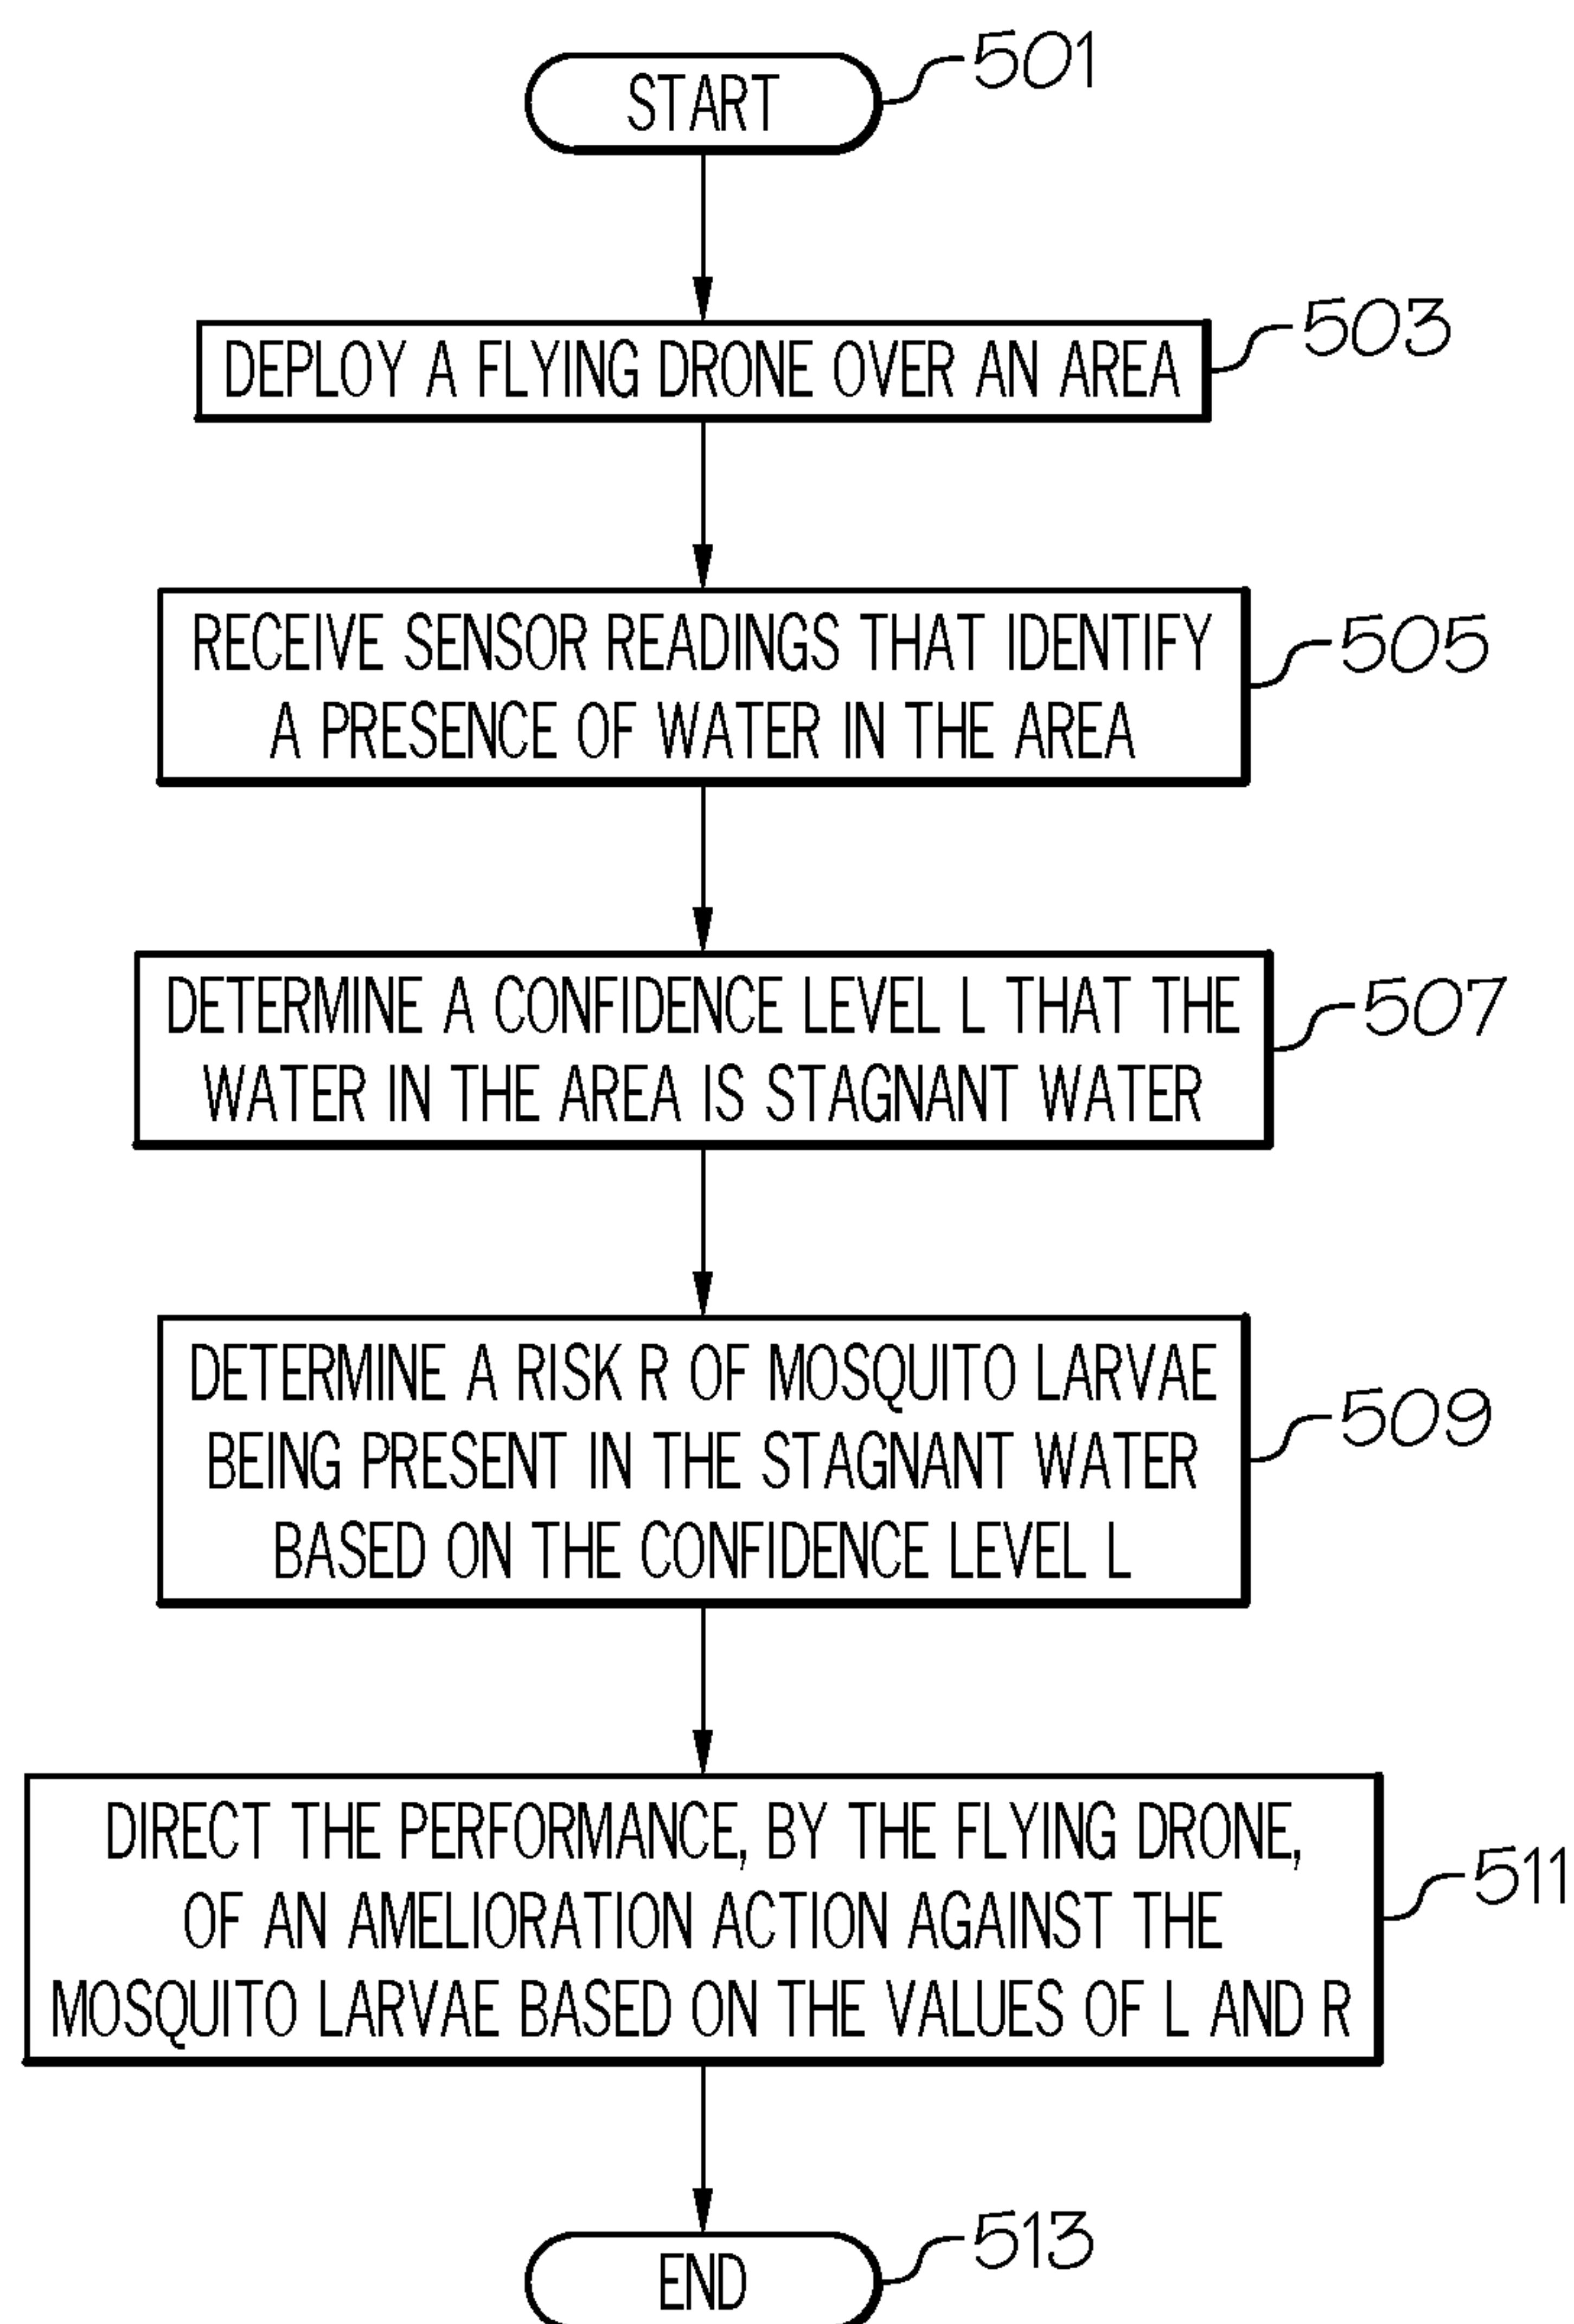 START
501
DEPLOY A FLYING DRONE OVER AN AREA
503
RECEIVE SENSOR READINGS THAT IDENTIFY
A PRESENCE OF WATER IN THE AREA
505
DETERMINE A CONFIDENCE LEVEL L THAT THE
WATER IN THE AREA IS STAGNANT WATER
507
DETERMINE A RISK R OF MOSQUITO LARVAE
BEING PRESENT IN THE STAGNANT WATER
BASED ON THE CONFIDENCE LEVEL L
509
DIRECT THE PERFORMANCE, BY THE FLYING DRONE,
OF AN AMELIORATION ACTION AGAINST THE
MOSQUITO LARVAE BASED ON THE VALUES OF L AND R
511
END
513